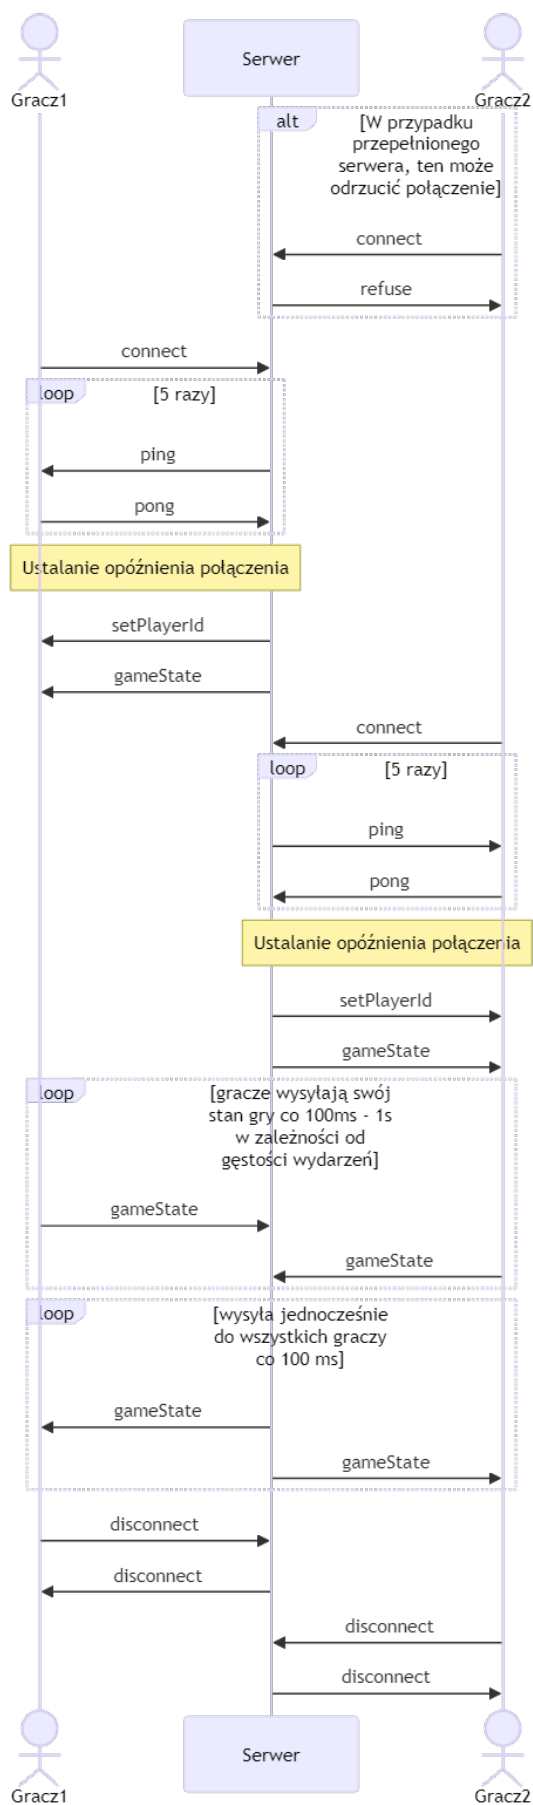 Gracz1
Serwer
Gracz2
alt
[W przypadku
przepełnionego
serwera, ten może
odrzucić połączenie]
connect
refuse
connect
loop
[5 razy]
ping
pong
Ustalanie opóźnienia połączenia
setPlayerId
gameState
connect
loop
[5 razy]
ping
pong
Ustalanie opóźnienia połączenia
setPlayerId
gameState
loop
[gracze wysyłają swój
stan gry co 100ms - 1s
w zależności od
gęstości wydarzeń]
gameState
gameState
loop
[wysyła jednocześnie
do wszystkich graczy
co 100 ms]
gameState
gameState
disconnect
disconnect
disconnect
disconnect
Gracz1
Serwer
Gracz2